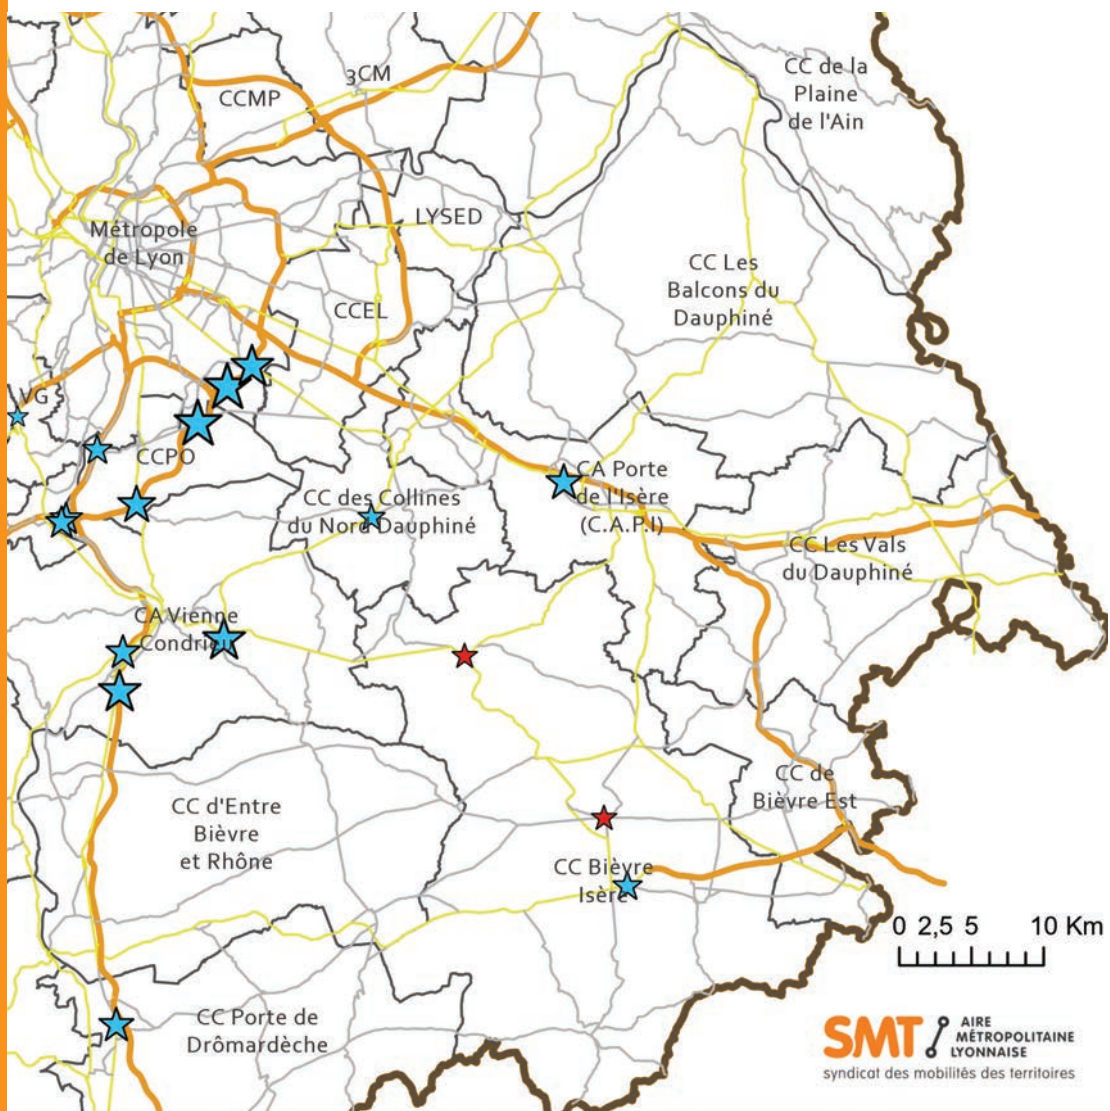 CC de la
Plaine
de l'Ain
3CM
CCMP
LYSED
Métropole
de Lyon
CC Les
Balcons du
Dauphiné
CCEL
VG
CCPO
CA Porte
de l'Isère
(C.A.P.I)
CC des Collines
du Nord Dauphiné
CC Les Vals
du Dauphiné
CA Vienne
Condrieu
CC de
Bièvre Est
CC d'Entre
Bièvre
et Rhône
CC Bièvre
Isère
0 2,5 5 10 Km
CC Porte de
Drômardèche
SMT
AIRE
MÉTROPOLITAINE
LYONNAISE
syndicat des mobilités des territoires